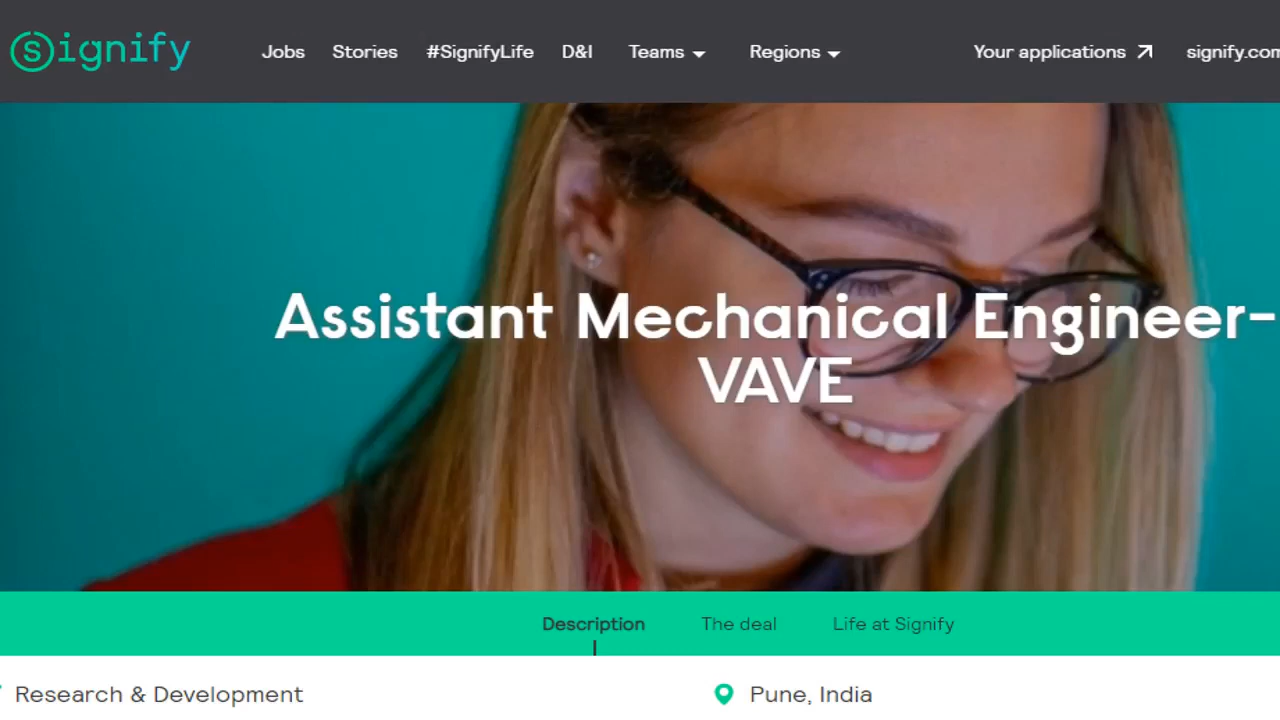 signify
Jobs Stories #SignifyLife D&I Teams Regions Your applications signify.com
Assistant Mechanical Engineer-
VAVE
Description The deal Life at Signify
Research & Development Pune, India